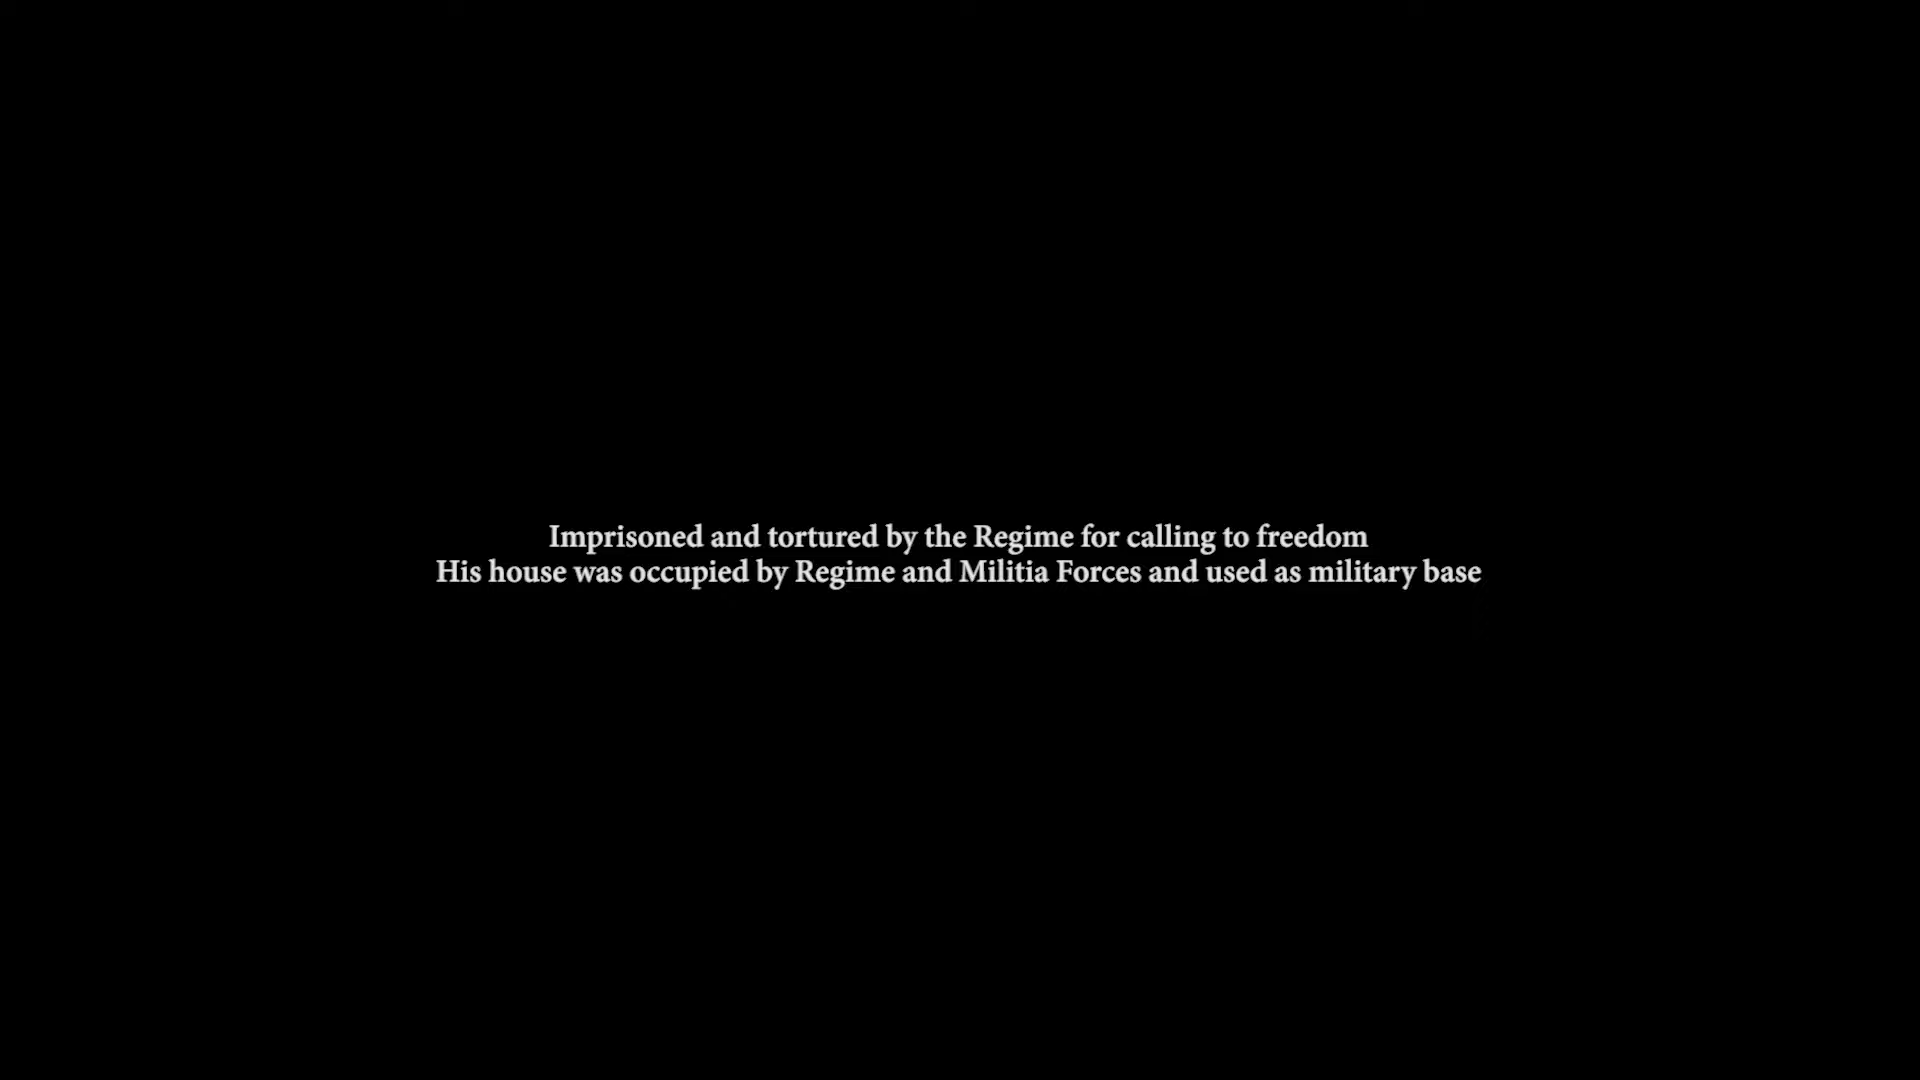 Imprisoned and tortured by the Regime for calling to freedom
His house was occupied by Regime and Militia Forces and used as military base